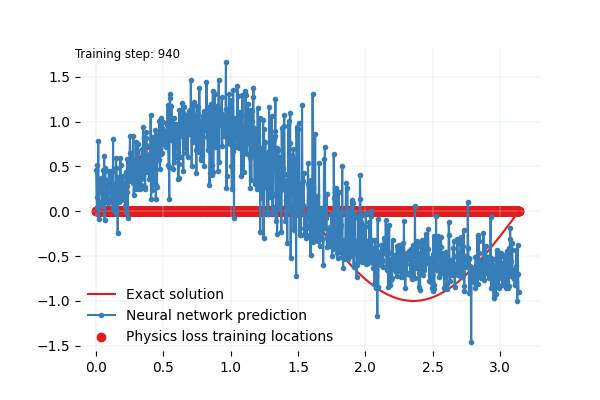 Training step: 940
1.5
1.0
0.5
0.0
−0.5
−1.0
−1.5
Exact solution
Neural network prediction
Physics loss training locations
0.0 0.5 1.0 1.5 2.0 2.5 3.0